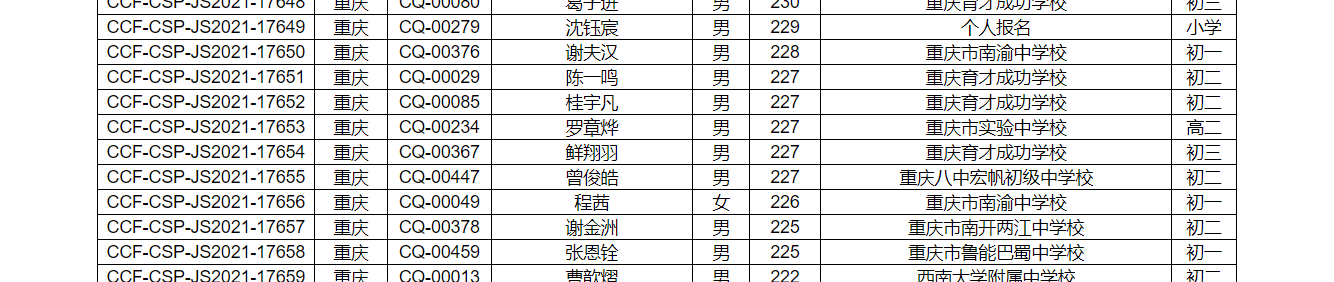 CCF-CSP-JS2021-17648 重庆 CQ-00080 葛子进 男 230 重庆育才成功学校 初三
CCF-CSP-JS2021-17649 重庆 CQ-00279 沈钰宸 男 229 个人报名 小学
CCF-CSP-JS2021-17650 重庆 CQ-00376 谢夫汉 男 228 重庆市南渝中学校 初一
CCF-CSP-JS2021-17651 重庆 CQ-00029 陈一鸣 男 227 重庆育才成功学校 初二
CCF-CSP-JS2021-17652 重庆 CQ-00085 桂宇凡 男 227 重庆育才成功学校 初二
CCF-CSP-JS2021-17653 重庆 CQ-00234 罗章烨 男 227 重庆市实验中学校 高二
CCF-CSP-JS2021-17654 重庆 CQ-00367 鲜翔羽 男 227 重庆育才成功学校 初三
CCF-CSP-JS2021-17655 重庆 CQ-00447 曾俊皓 男 227 重庆八中宏帆初级中学校 初二
CCF-CSP-JS2021-17656 重庆 CQ-00049 程茜 女 226 重庆市南渝中学校 初一
CCF-CSP-JS2021-17657 重庆 CQ-00378 谢金洲 男 225 重庆市南开两江中学校 初二
CCF-CSP-JS2021-17658 重庆 CQ-00459 张恩铨 男 225 重庆市鲁能巴蜀中学校 初一
CCF-CSP-JS2021-17659 重庆 CQ-00013 曹歆熠 男 222 西南大学附属中学校 初二